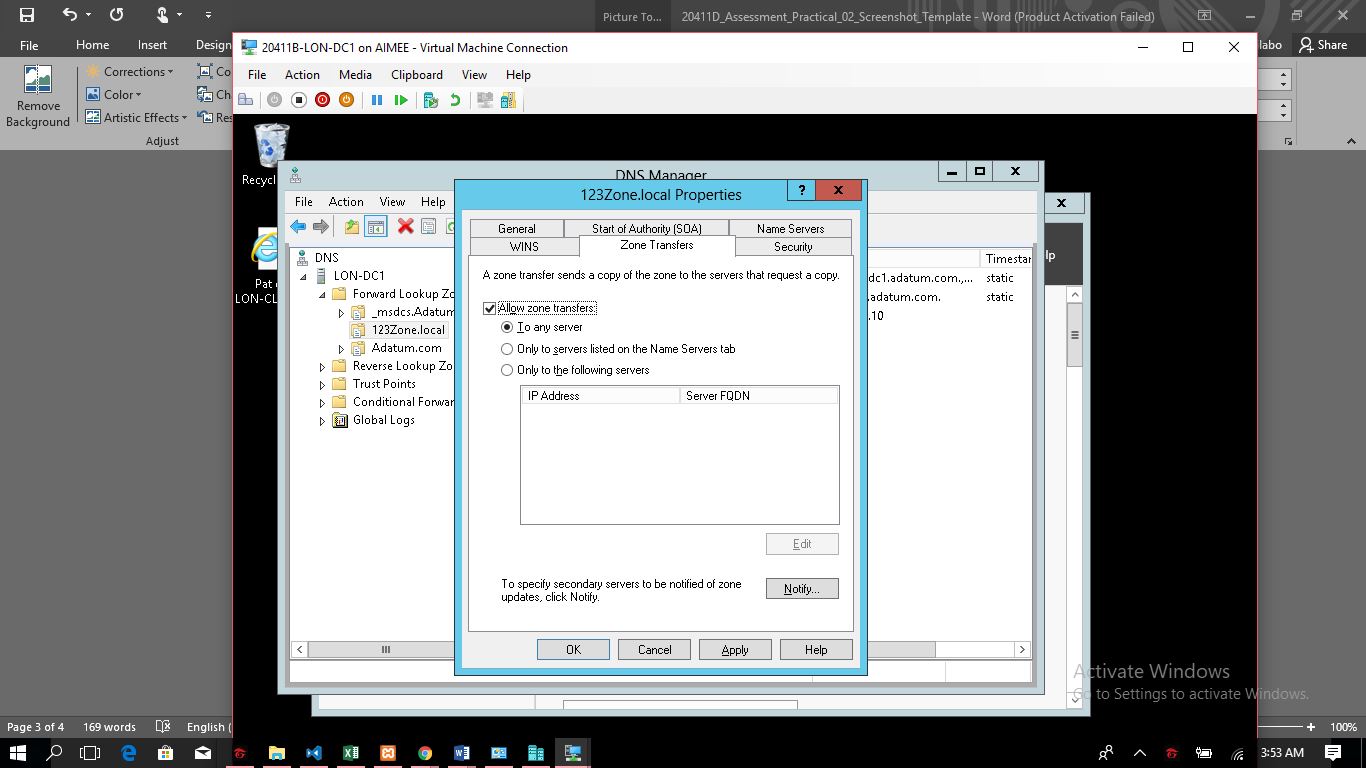 Picture To...
20411D_Assessment_Practical_02_Screenshot_Template - Word (Product Activation Failed)
File
Home
Insert
Design
labo
Share
Corrections
Color
Artistic Effects
Remove
Background
Adjust
20411B-LON-DC1 on AIMEE - Virtual Machine Connection
File Action Media Clipboard View Help
DNS Manager
File Action View Help
DNS
LON-DC1
Forward Lookup Zo
_msdcs.Adatum
123Zone.local
Adatum.com
Reverse Lookup Zo
Trust Points
Conditional Forwar
Global Logs
Timestar
dc1.adatum.com.,... static
.adatum.com. static
.10
123Zone.local Properties
?
General Start of Authority (SOA) Name Servers
WINS Zone Transfers Security
A zone transfer sends a copy of the zone to the servers that request a copy.
Allow zone transfers:
To any server
Only to servers listed on the Name Servers tab
Only to the following servers
IP Address Server FQDN
Edit
To specify secondary servers to be notified of zone
updates, click Notify.
Notify...
OK Cancel Apply Help
Activate Windows
Go to Settings to activate Windows.
Page 3 of 4 169 words English (
100%
3:53 AM